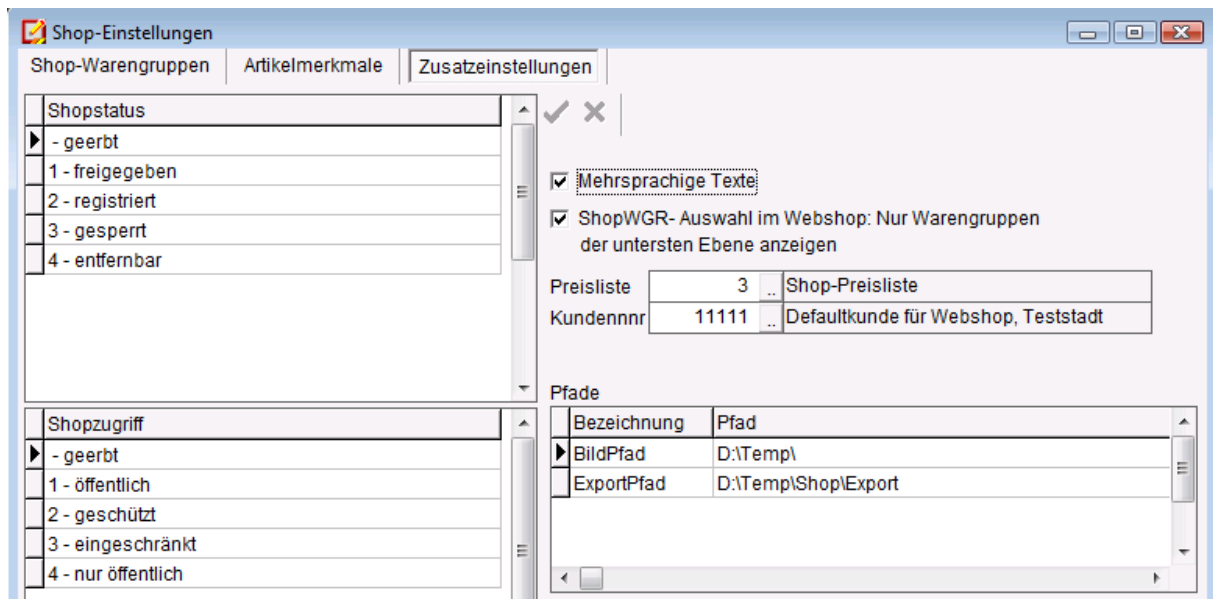 Shop-Einstellungen
Shop-Warengruppen Artikelmerkmale Zusatzeinstellungen
Shopstatus
- geerbt
1 - freigegeben
2 - registriert
3 - gesperrt
4 - entfernbar
Mehrsprachige Texte
ShopWGR- Auswahl im Webshop: Nur Warengruppen
der untersten Ebene anzeigen
Preisliste 3 .. Shop-Preisliste
Kundennnr 11111 .. Defaultkunde für Webshop, Teststadt
Shopzugriff
- geerbt
1 - öffentlich
2 - geschützt
3 - eingeschränkt
4 - nur öffentlich
Pfade
Bezeichnung Pfad
BildPfad D:\Temp\
ExportPfad D:\Temp\Shop\Export